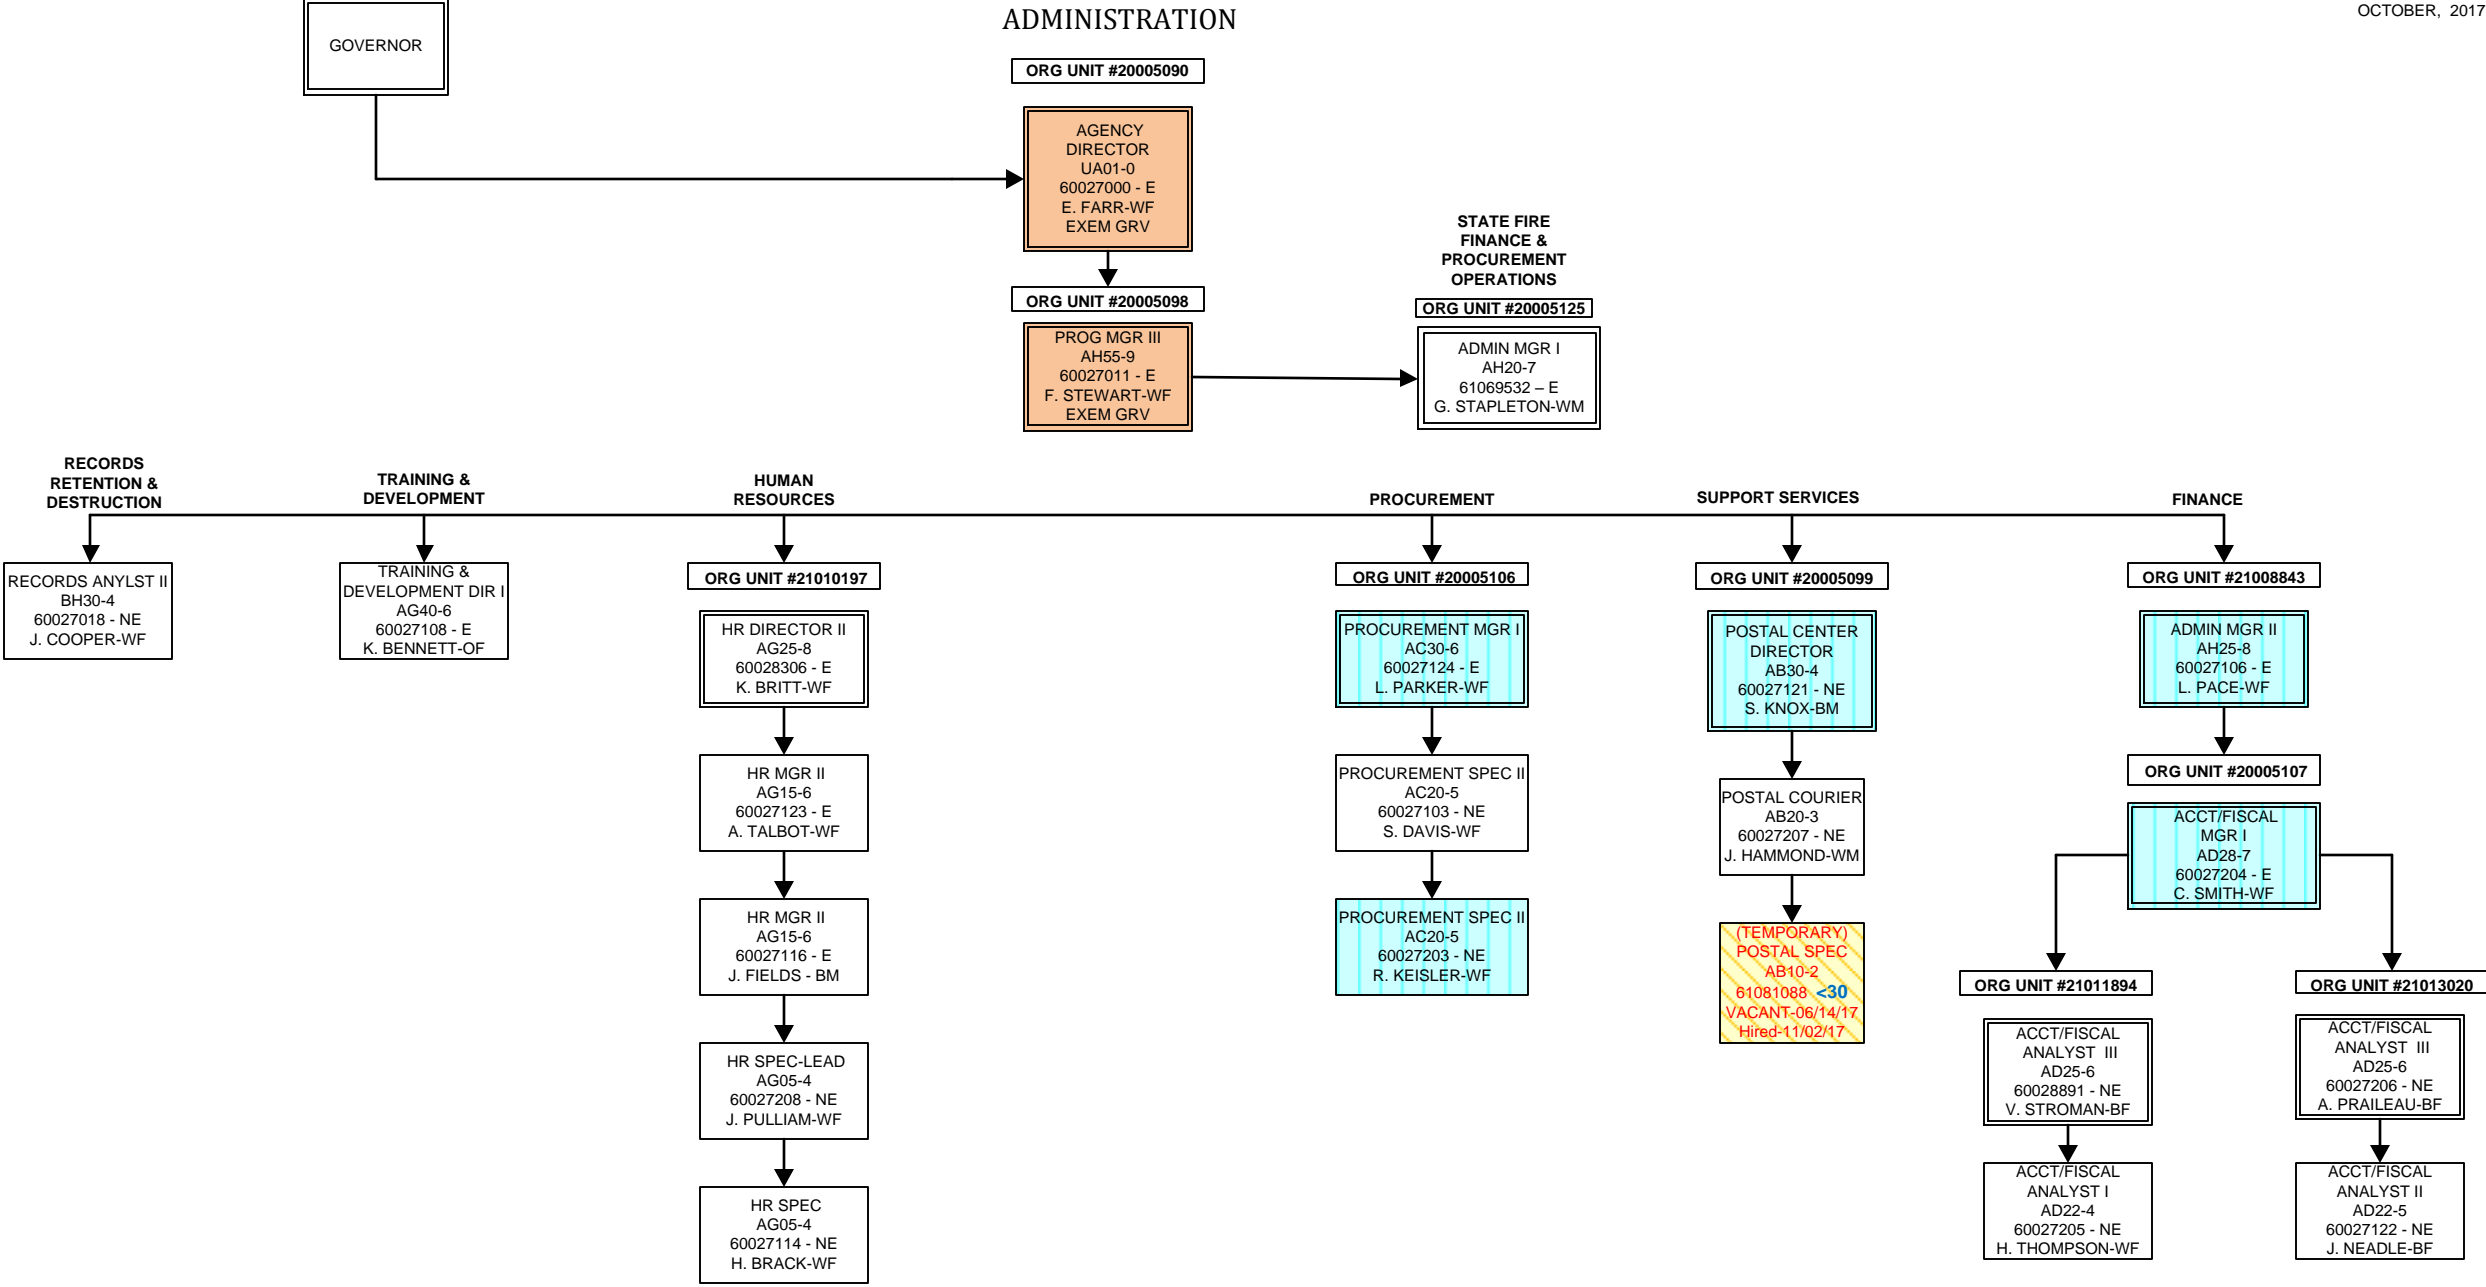 ADMINISTRATION
OCTOBER, 2017
GOVERNOR
ORG UNIT #20005090
AGENCY
DIRECTOR
UA01-0
60027000 - E
E. FARR-WF
EXEM GRV
ORG UNIT #20005098
PROG MGR III
AH55-9
60027011 - E
F. STEWART-WF
EXEM GRV
STATE FIRE
FINANCE &
PROCUREMENT
OPERATIONS
ORG UNIT #20005125
ADMIN MGR I
AH20-7
61069532 – E
G. STAPLETON-WM
RECORDS
RETENTION &
DESTRUCTION
RECORDS ANYLST II
BH30-4
60027018 - NE
J. COOPER-WF
TRAINING &
DEVELOPMENT
TRAINING &
DEVELOPMENT DIR I
AG40-6
60027108 - E
K. BENNETT-OF
HUMAN
RESOURCES
ORG UNIT #21010197
HR DIRECTOR II
AG25-8
60028306 - E
K. BRITT-WF
HR MGR II
AG15-6
60027123 - E
A. TALBOT-WF
HR MGR II
AG15-6
60027116 - E
J. FIELDS - BM
HR SPEC-LEAD
AG05-4
60027208 - NE
J. PULLIAM-WF
HR SPEC
AG05-4
60027114 - NE
H. BRACK-WF
PROCUREMENT
ORG UNIT #20005106
PROCUREMENT MGR I
AC30-6
60027124 - E
L. PARKER-WF
PROCUREMENT SPEC II
AC20-5
60027103 - NE
S. DAVIS-WF
PROCUREMENT SPEC II
AC20-5
60027203 - NE
R. KEISLER-WF
SUPPORT SERVICES
ORG UNIT #20005099
POSTAL CENTER
DIRECTOR
AB30-4
60027121 - NE
S. KNOX-BM
POSTAL COURIER
AB20-3
60027207 - NE
J. HAMMOND-WM
(TEMPORARY)
POSTAL SPEC
AB10-2
61081088 <30
VACANT-06/14/17
Hired-11/02/17
FINANCE
ORG UNIT #21008843
ADMIN MGR II
AH25-8
60027106 - E
L. PACE-WF
ORG UNIT #20005107
ACCT/FISCAL
MGR I
AD28-7
60027204 - E
C. SMITH-WF
ORG UNIT #21011894
ACCT/FISCAL
ANALYST III
AD25-6
60028891 - NE
V. STROMAN-BF
ACCT/FISCAL
ANALYST I
AD22-4
60027205 - NE
H. THOMPSON-WF
ORG UNIT #21013020
ACCT/FISCAL
ANALYST III
AD25-6
60027206 - NE
A. PRAILEAU-BF
ACCT/FISCAL
ANALYST II
AD22-5
60027122 - NE
J. NEADLE-BF